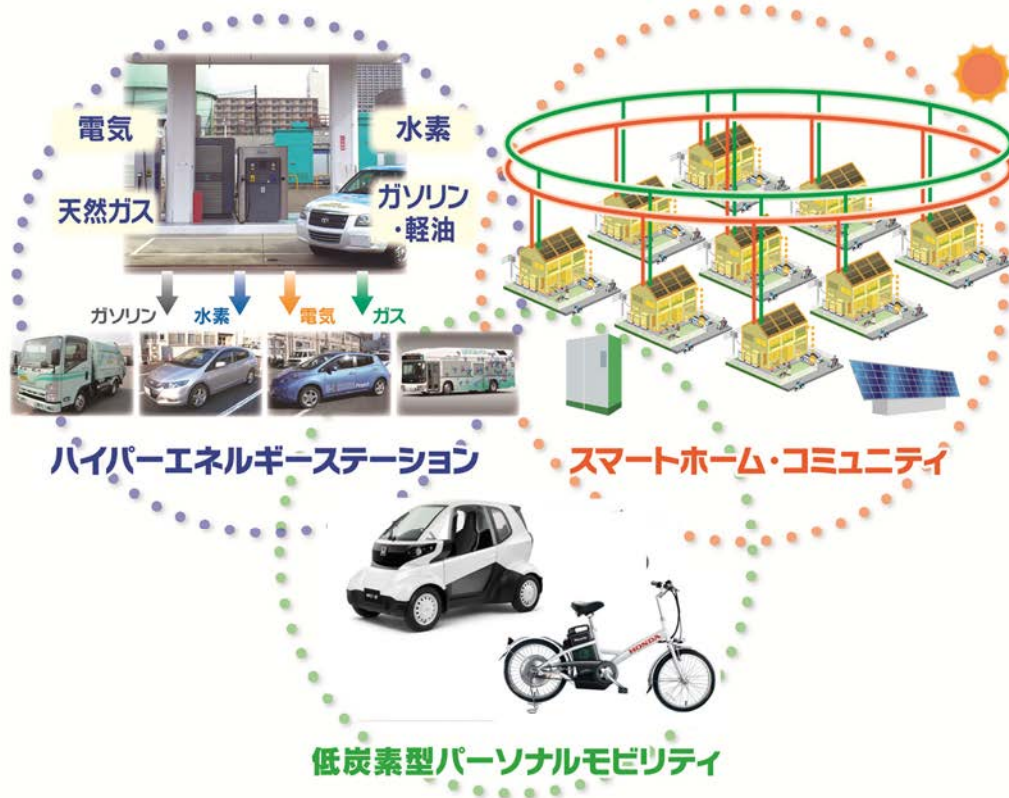 電気
水素
天然ガス
ガソリン
・軽油
ガソリン
水素
電気
ガス
ハイパーエネルギーステーション
スマートホーム・コミュニティ
HONDA
低炭素型パーソナルモビリティ